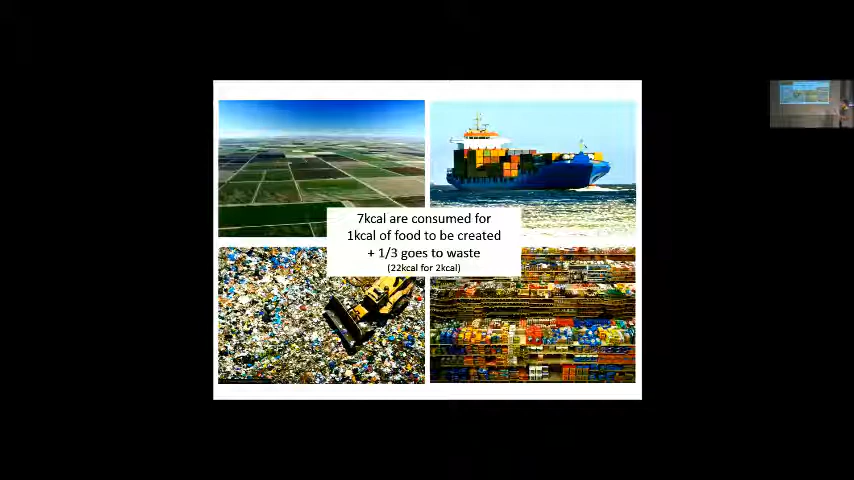 7kcal are consumed for
1kcal of food to be created
+ 1/3 goes to waste
(22kcal for 2kcal)